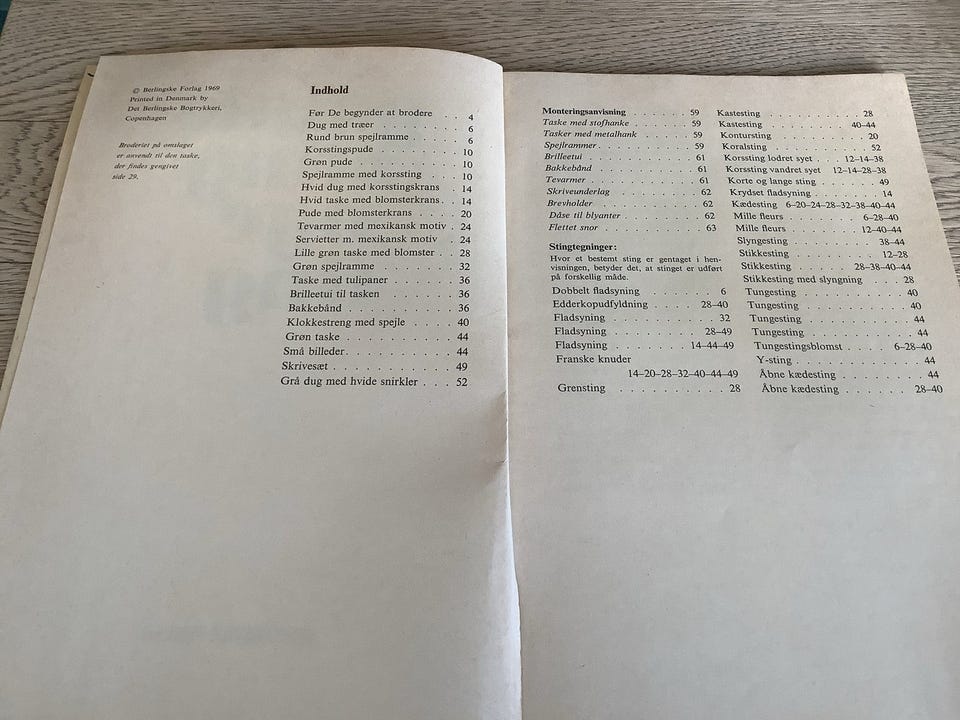 © Berlingske Forlag 1969
Printed in Denmark by
Det Berlingske Bogtrykkeri,
Copenhagen
Broderiet på omslaget
er anvendt til den taske,
der findes gengivet
side 29.
Indhold
Før De begynder at brodere . . 4
Dug med træer . . . . . . . . 6
Rund brun spejlramme . . . . . 6
Korsstingspude . . . . . . . . 10
Grøn pude . . . . . . . . . . 10
Spejlramme med korssting . . . 10
Hvid dug med korsstingskrans . 14
Hvid taske med blomsterkrans . . 14
Pude med blomsterkrans . . . . 20
Tevarmer med mexikansk motiv . 24
Servietter m. mexikansk motiv . . 24
Lille grøn taske med blomster . . 28
Grøn spejlramme . . . . . . . 32
Taske med tulipaner . . . . . . 36
Brilleetui til tasken . . . . . . 36
Bakkebånd . . . . . . . . . . 36
Klokkestreng med spejle . . . . 40
Grøn taske . . . . . . . . . . 44
Små billeder . . . . . . . . . 44
Skrivesæt . . . . . . . . . . . 49
Grå dug med hvide snirkler . . . 52
Monteringsanvisning . . . . . . 59
Taske med stofhanke . . . . . . 59
Tasker med metalhank . . . . . 59
Spejlrammer . . . . . . . . . . 59
Brilleetui . . . . . . . . . . . 61
Bakkebånd . . . . . . . . . . 61
Tevarmer . . . . . . . . . . . 61
Skriveunderlag . . . . . . . . . 62
Brevholder . . . . . . . . . . 62
Dåse til blyanter . . . . . . . . 62
Flettet snor . . . . . . . . . . 63
Stingtegninger:
Hvor et bestemt sting er gentaget i hen-
visningen, betyder det, at stinget er udført
på forskellig måde.
Dobbelt fladsyning . . . . . . . 6
Edderkopudfyldning . . . . . 28–40
Fladsyning . . . . . . . . . . 32
Fladsyning . . . . . . . . . 28–49
Fladsyning . . . . . . . 14–44–49
Franske knuder
14–20–28–32–40–44–49
Grensting . . . . . . . . . . 28
Kastesting . . . . . . . . . . 28
Kastesting . . . . . . . . . 40–44
Kontursting . . . . . . . . . . 20
Koralsting . . . . . . . . . . . 52
Korssting lodret syet . . . 12–14–38
Korssting vandret syet 12–14–28–38
Korte og lange sting . . . . . . 49
Krydset fladsyning . . . . . . . 14
Kædesting 6–20–24–28–32–38–40–44
Mille fleurs . . . . . . . 6–28–40
Mille fleurs . . . . . . . 12–40–44
Slyngesting . . . . . . . . . 38–44
Stikkesting . . . . . . . . . 12–28
Stikkesting . . . . . . 28–38–40–44
Stikkesting med slyngning . . . . 28
Tungesting . . . . . . . . . . 40
Tungesting . . . . . . . . . . 40
Tungesting . . . . . . . . . . 44
Tungesting . . . . . . . . . . 44
Tungestingsblomst . . . . . 6–28–40
Y-sting . . . . . . . . . . . . 44
Åbne kædesting . . . . . . . . 44
Åbne kædesting . . . . . . 28–40